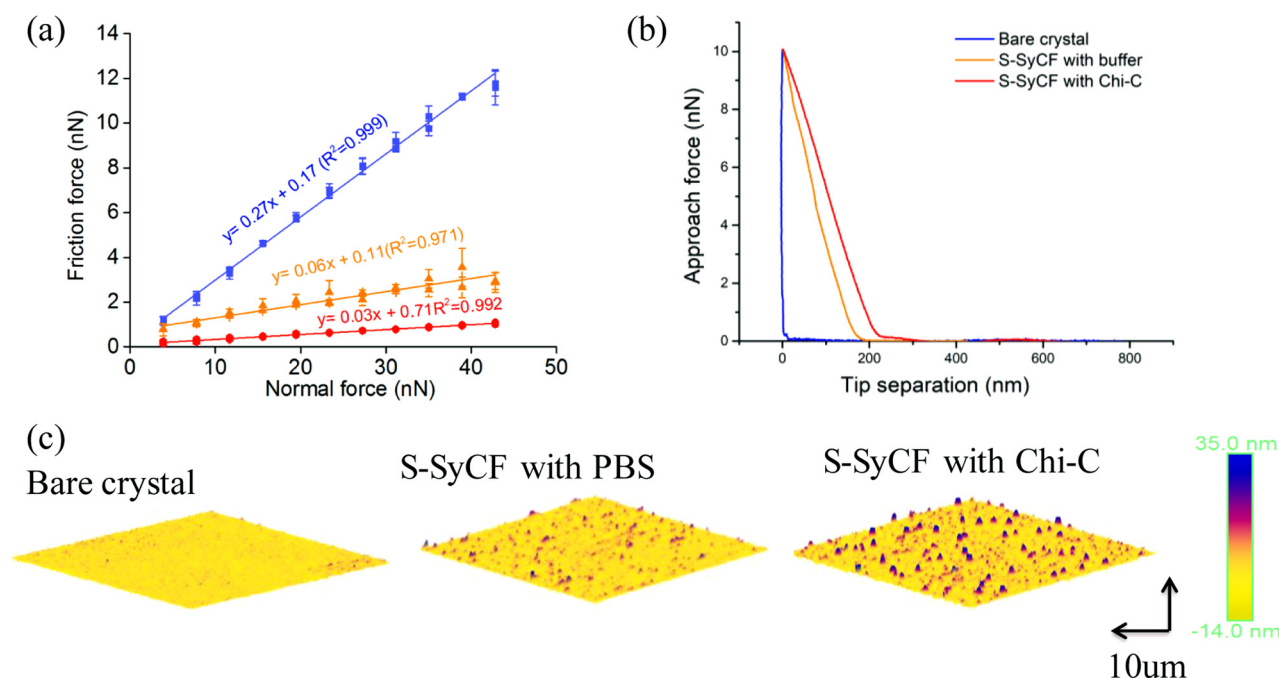 (a)
14
12
10
8
6
4
2
0
Friction force (nN)
y= 0.27x + 0.17 (R²=0.999)
y= 0.06x + 0.11(R²=0.971)
y= 0.03x + 0.71R²=0.992
0 10 20 30 40 50
Normal force (nN)
(b)
Bare crystal
S-SyCF with buffer
S-SyCF with Chi-C
10
8
6
4
2
0
Approach force (nN)
0 200 400 600 800
Tip separation (nm)
(c)
Bare crystal
S-SyCF with PBS
S-SyCF with Chi-C
35.0 nm
-14.0 nm
10um